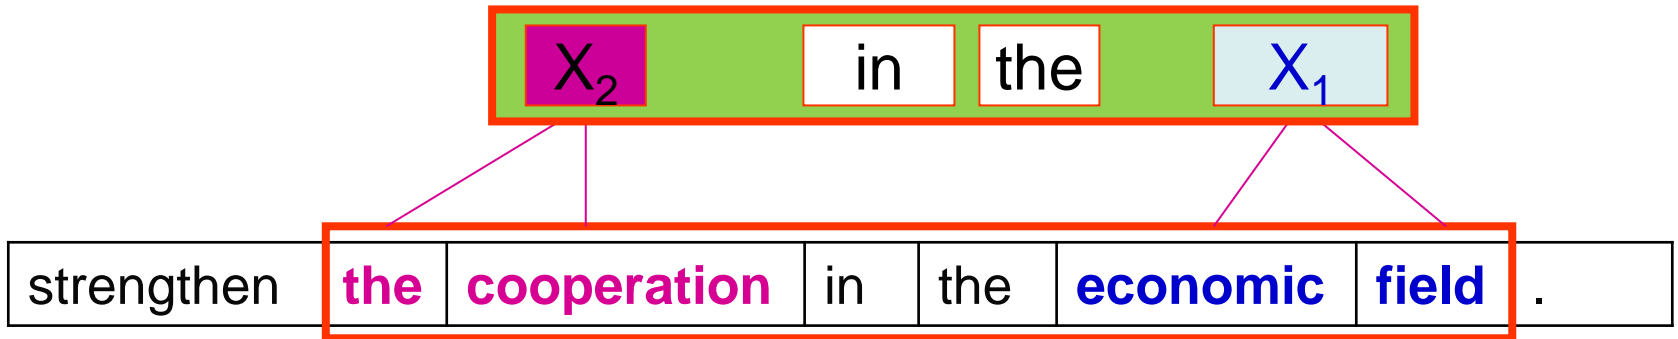 X₂ in the X₁
strengthen the cooperation in the economic field .